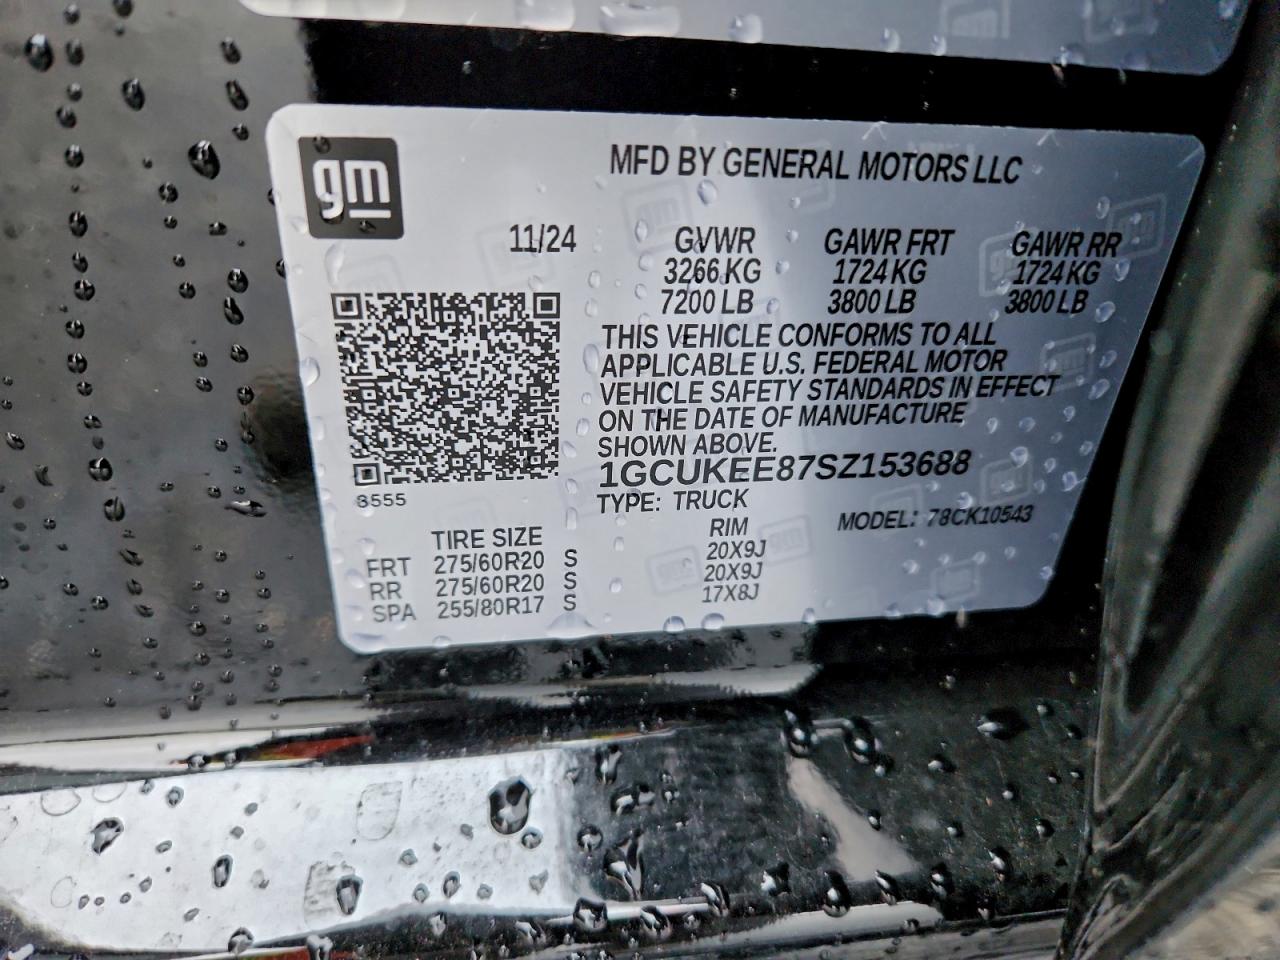 gm
MFD BY GENERAL MOTORS LLC
11/24
GVWR GAWR FRT GAWR RR
3266 KG 1724 KG 1724 KG
7200 LB 3800 LB 3800 LB
THIS VEHICLE CONFORMS TO ALL
APPLICABLE U.S. FEDERAL MOTOR
VEHICLE SAFETY STANDARDS IN EFFECT
ON THE DATE OF MANUFACTURE
SHOWN ABOVE.
8555
1GCUKEE87SZ153688
TYPE: TRUCK MODEL: 78CK10543
TIRE SIZE RIM
FRT 275/60R20 S 20X9J
RR 275/60R20 S 20X9J
SPA 255/80R17 S 17X8J